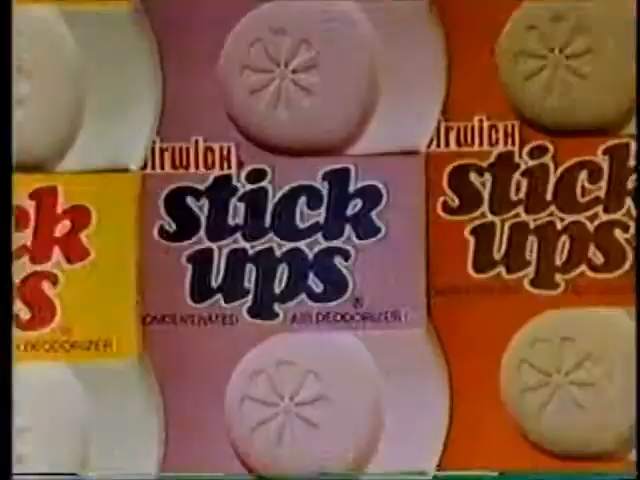 airwick
stick
ups
CONCENTRATED AIR DEODORIZER
airwick
stick
ups
ck
s
DEODORIZER